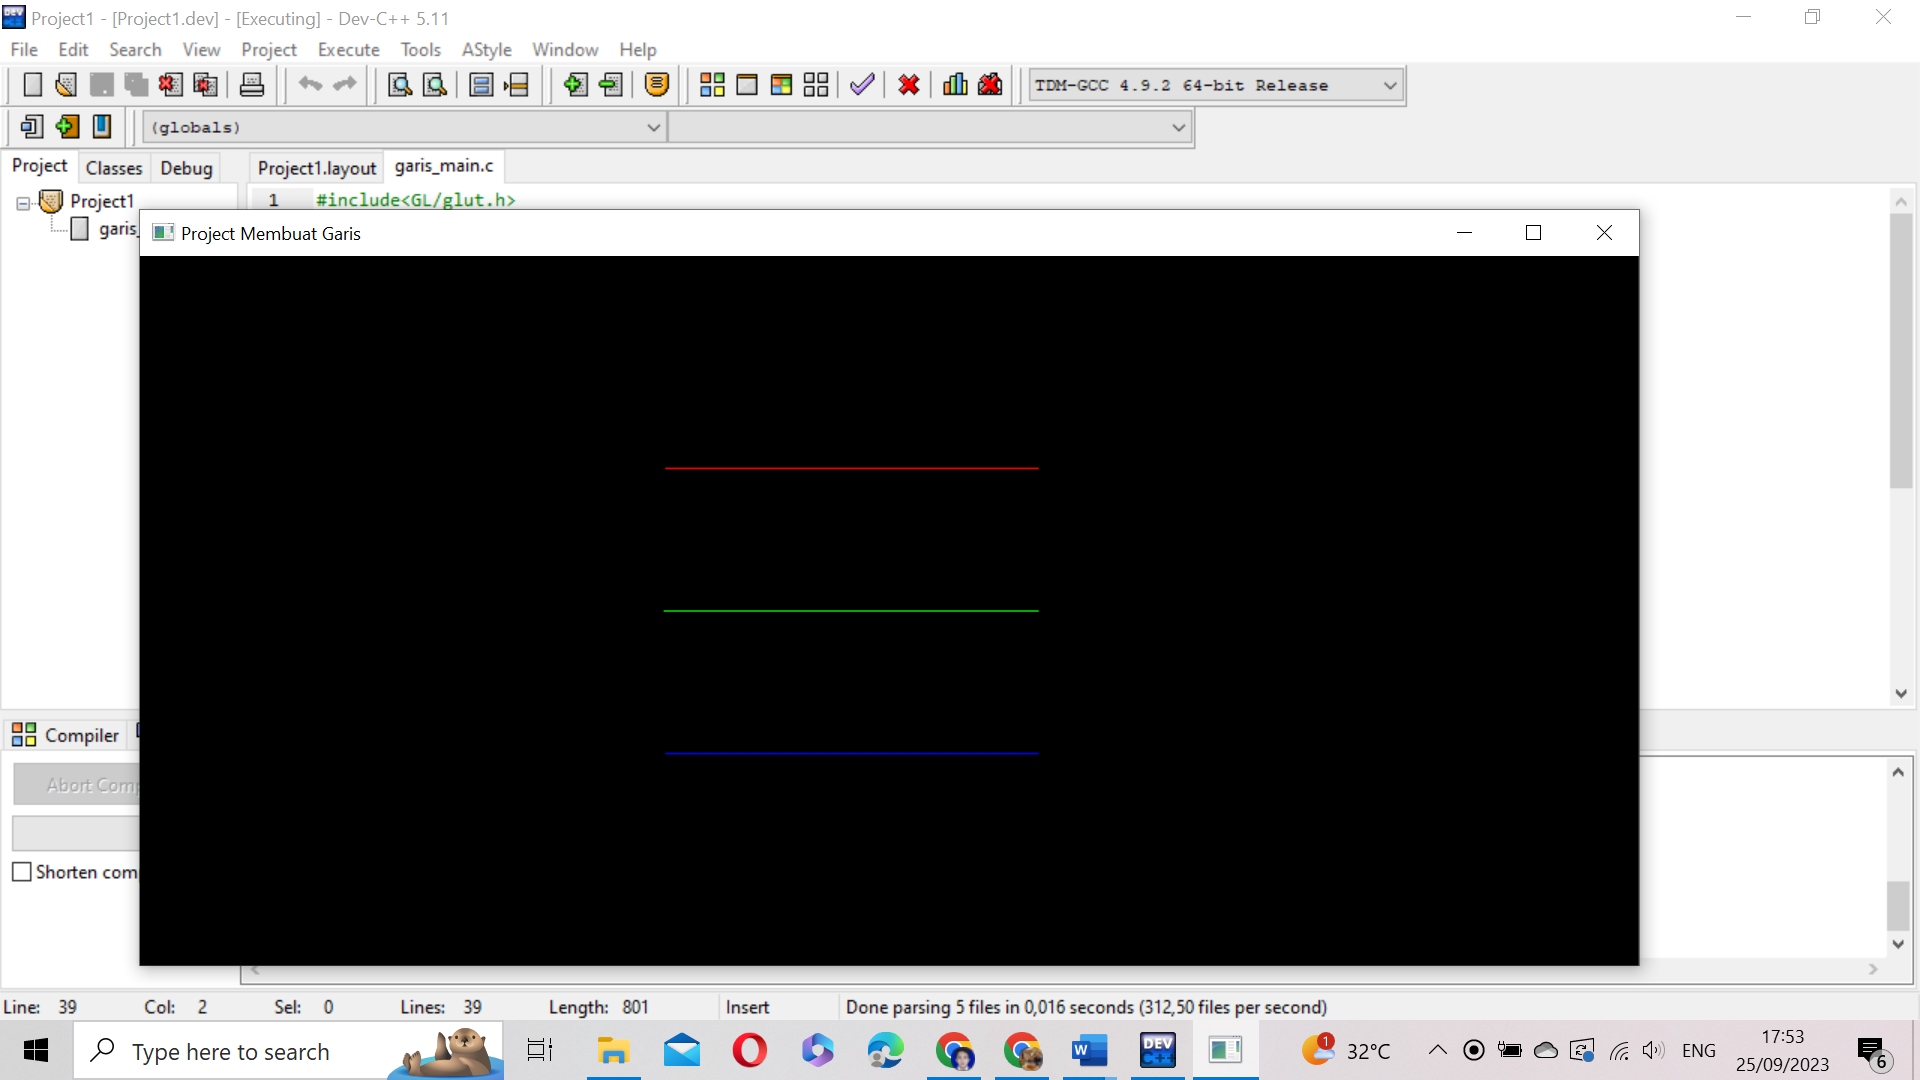 Project1 - [Project1.dev] - [Executing] - Dev-C++ 5.11
File Edit Search View Project Execute Tools AStyle Window Help
TDM-GCC 4.9.2 64-bit Release
(globals)
Project Classes Debug Project1.layout garis_main.c
Project1
1 #include<GL/glut.h>
garis_
Project Membuat Garis
Compiler
Abort Comp
Shorten com
Line: 39 Col: 2 Sel: 0 Lines: 39 Length: 801 Insert Done parsing 5 files in 0,016 seconds (312,50 files per second)
Type here to search
W
DEV
C++
1
32°C
ENG
17:53
25/09/2023
6